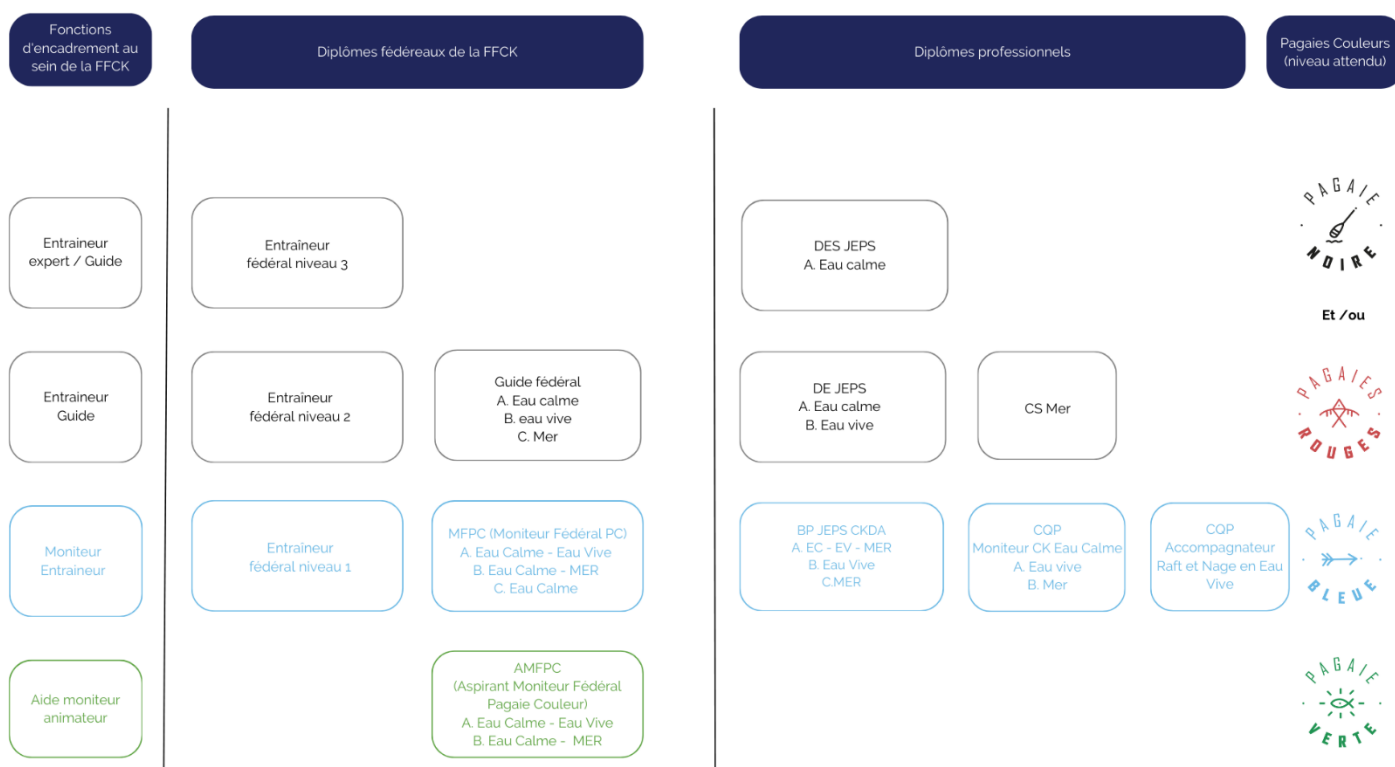 Fonctions
d'encadrement au
sein de la FFCK
Diplômes fédéreaux de la FFCK
Diplômes professionnels
Pagaies Couleurs
(niveau attendu)
Entraineur
expert / Guide
Entraîneur
fédéral niveau 3
DES JEPS
A. Eau calme
PAGAIE
NOIRE
Et /ou
Entraineur
Guide
Entraîneur
fédéral niveau 2
Guide fédéral
A. Eau calme
B. eau vive
C. Mer
DE JEPS
A. Eau calme
B. Eau vive
CS Mer
PAGAIES
ROUGES
Moniteur
Entraineur
Entraîneur
fédéral niveau 1
MFPC (Moniteur Fédéral PC)
A. Eau Calme - Eau Vive
B. Eau Calme - MER
C. Eau Calme
BP JEPS CKDA
A. EC - EV - MER
B. Eau Vive
C.MER
CQP
Moniteur CK Eau Calme
A. Eau vive
B. Mer
CQP
Accompagnateur
Raft et Nage en Eau
Vive
PAGAIE
BLEUE
Aide moniteur
animateur
AMFPC
(Aspirant Moniteur Fédéral
Pagaie Couleur)
A. Eau Calme - Eau Vive
B. Eau Calme - MER
PAGAIE
VERTE